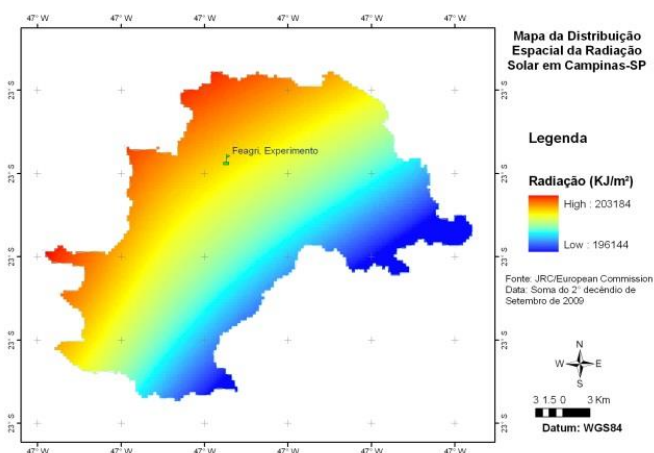 47° W 47° W 47° W 47° W 47° W 47° W
23° S 23° S
23° S 23° S
23° S 23° S
23° S 23° S
23° S 23° S
47° W 47° W 47° W 47° W 47° W 47° W
Feagri, Experimento
Mapa da Distribuição
Espacial da Radiação
Solar em Campinas-SP
Legenda
Radiação (KJ/m²)
High : 203184
Low : 196144
Fonte: JRC/European Commission
Data: Soma do 2° decêndio de
Setembro de 2009
N
W E
S
3 1.5 0 3 Km
Datum: WGS84